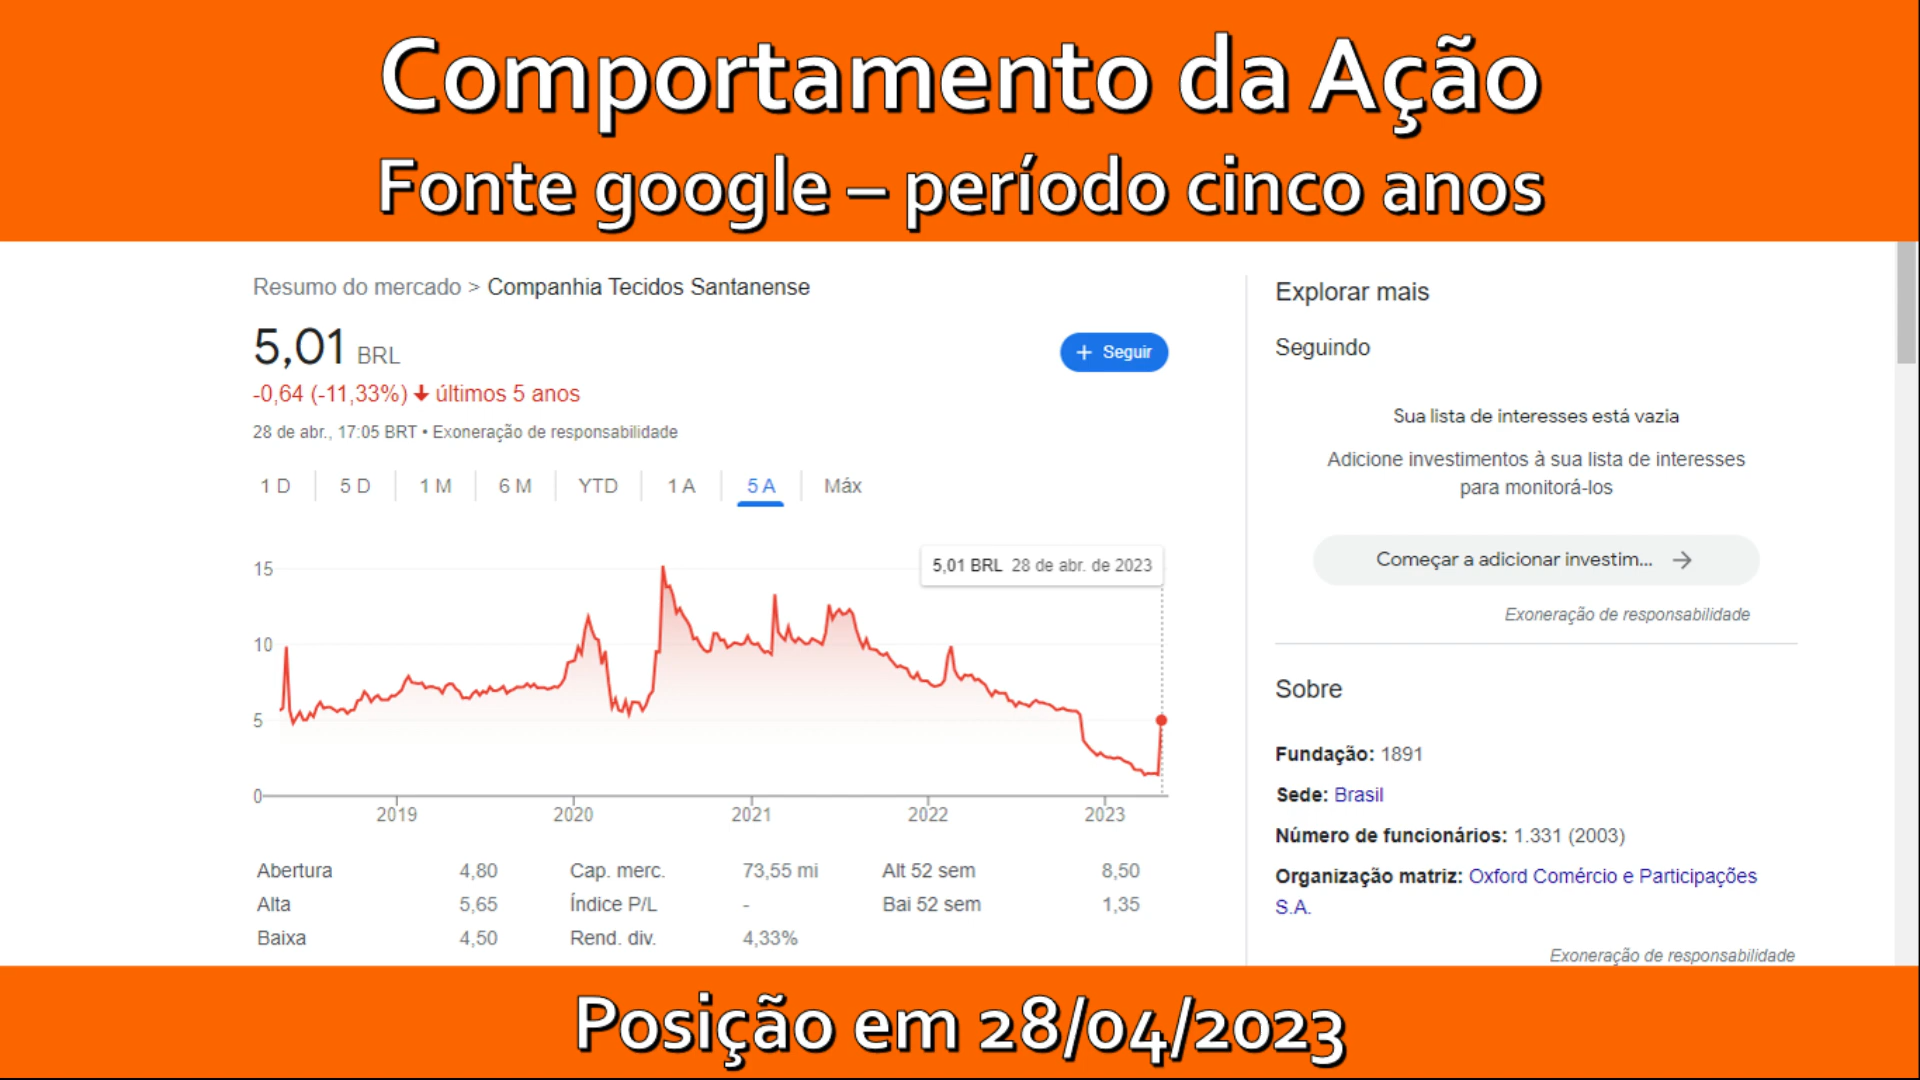 Comportamento da Ação
Fonte google – período cinco anos
Resumo do mercado > Companhia Tecidos Santanense
5,01 BRL
+ Seguir
-0,64 (-11,33%) ↓ últimos 5 anos
28 de abr., 17:05 BRT • Exoneração de responsabilidade
1 D 5 D 1 M 6 M YTD 1 A 5 A Máx
5,01 BRL 28 de abr. de 2023
15
10
5
0
2019 2020 2021 2022 2023
Abertura 4,80 Cap. merc. 73,55 mi Alt 52 sem 8,50
Alta 5,65 Índice P/L - Bai 52 sem 1,35
Baixa 4,50 Rend. div. 4,33%
Explorar mais
Seguindo
Sua lista de interesses está vazia
Adicione investimentos à sua lista de interesses
para monitorá-los
Começar a adicionar investim... →
Exoneração de responsabilidade
Sobre
Fundação: 1891
Sede: Brasil
Número de funcionários: 1.331 (2003)
Organização matriz: Oxford Comércio e Participações
S.A.
Exoneração de responsabilidade
Posição em 28/04/2023